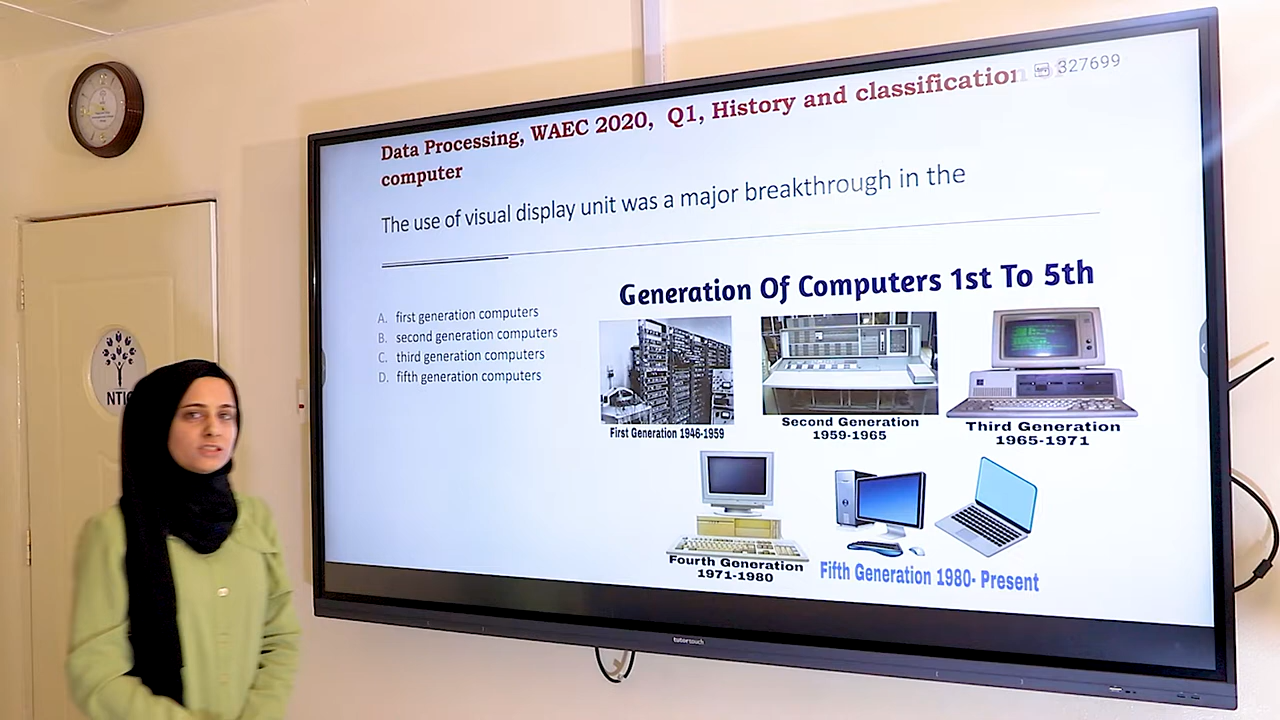 327699
Data Processing, WAEC 2020, Q1, History and classification of
computer
The use of visual display unit was a major breakthrough in the
Generation Of Computers 1st To 5th
A. first generation computers
B. second generation computers
C. third generation computers
D. fifth generation computers
First Generation 1946-1959
Second Generation
1959-1965
Third Generation
1965-1971
Fourth Generation
1971-1980
Fifth Generation 1980- Present
tutortouch